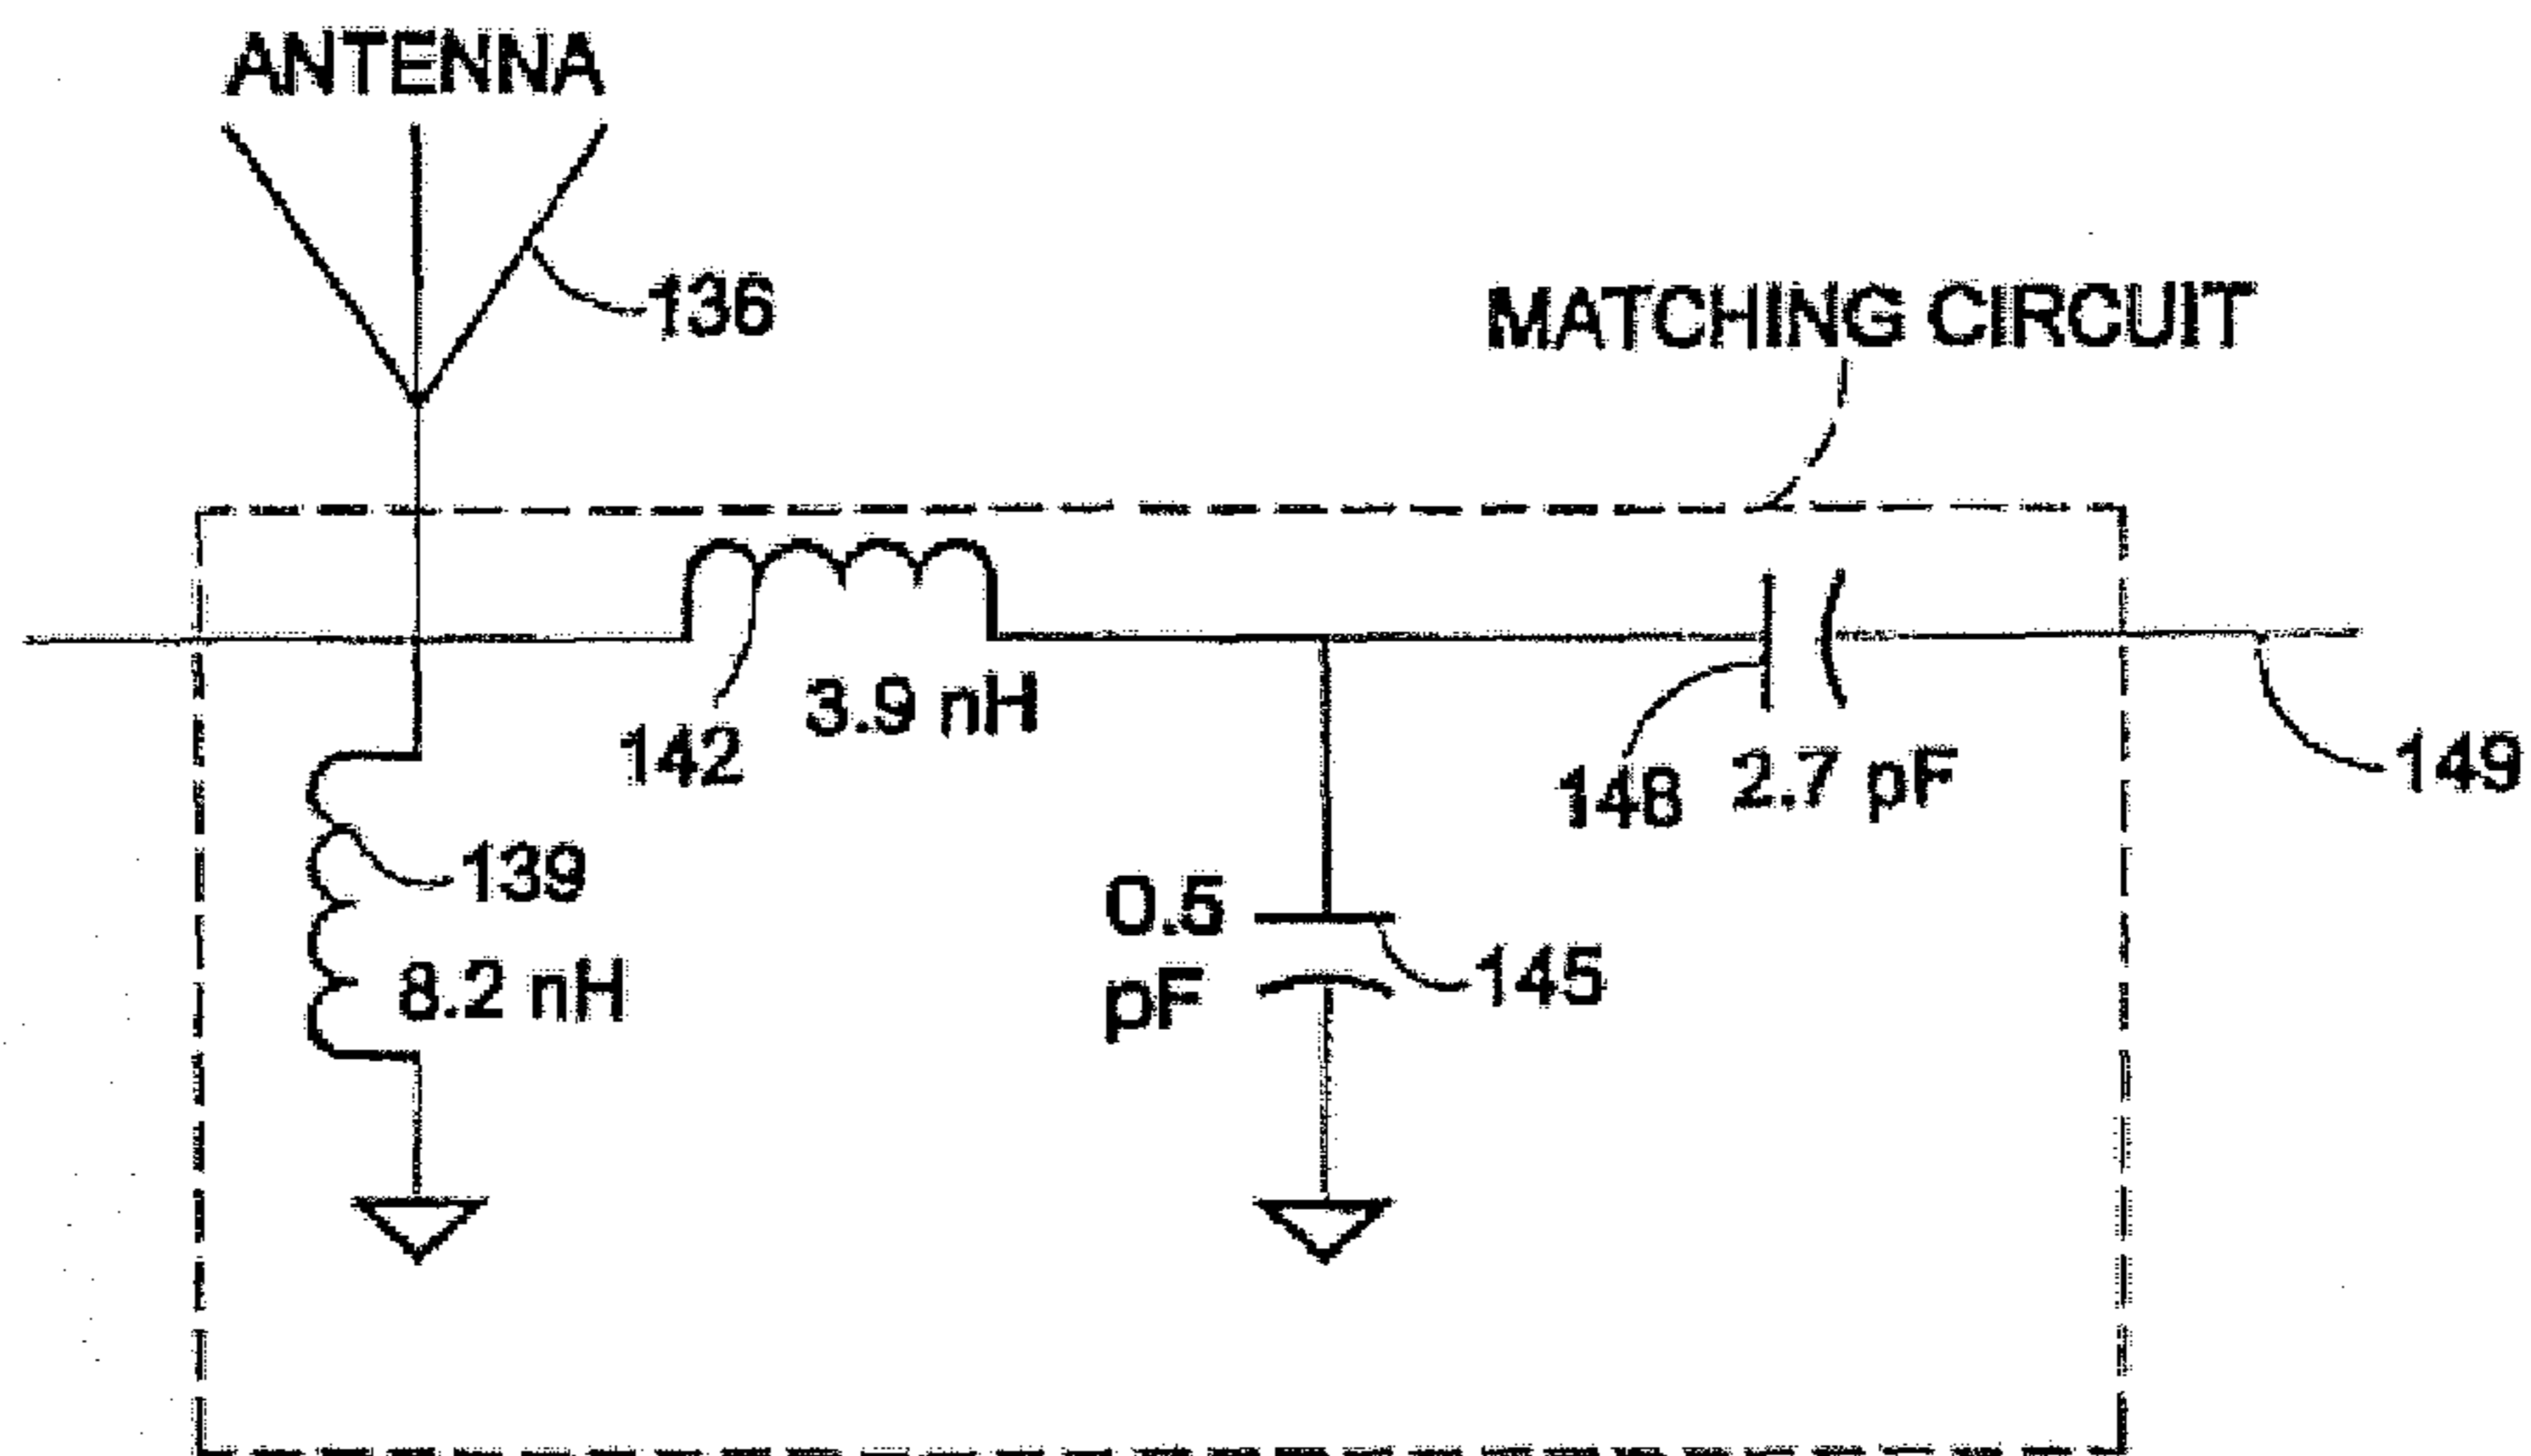 ANTENNA
136
MATCHING CIRCUIT
142
3.9 nH
148
2.7 pF
149
139
8.2 nH
0.5
pF
145